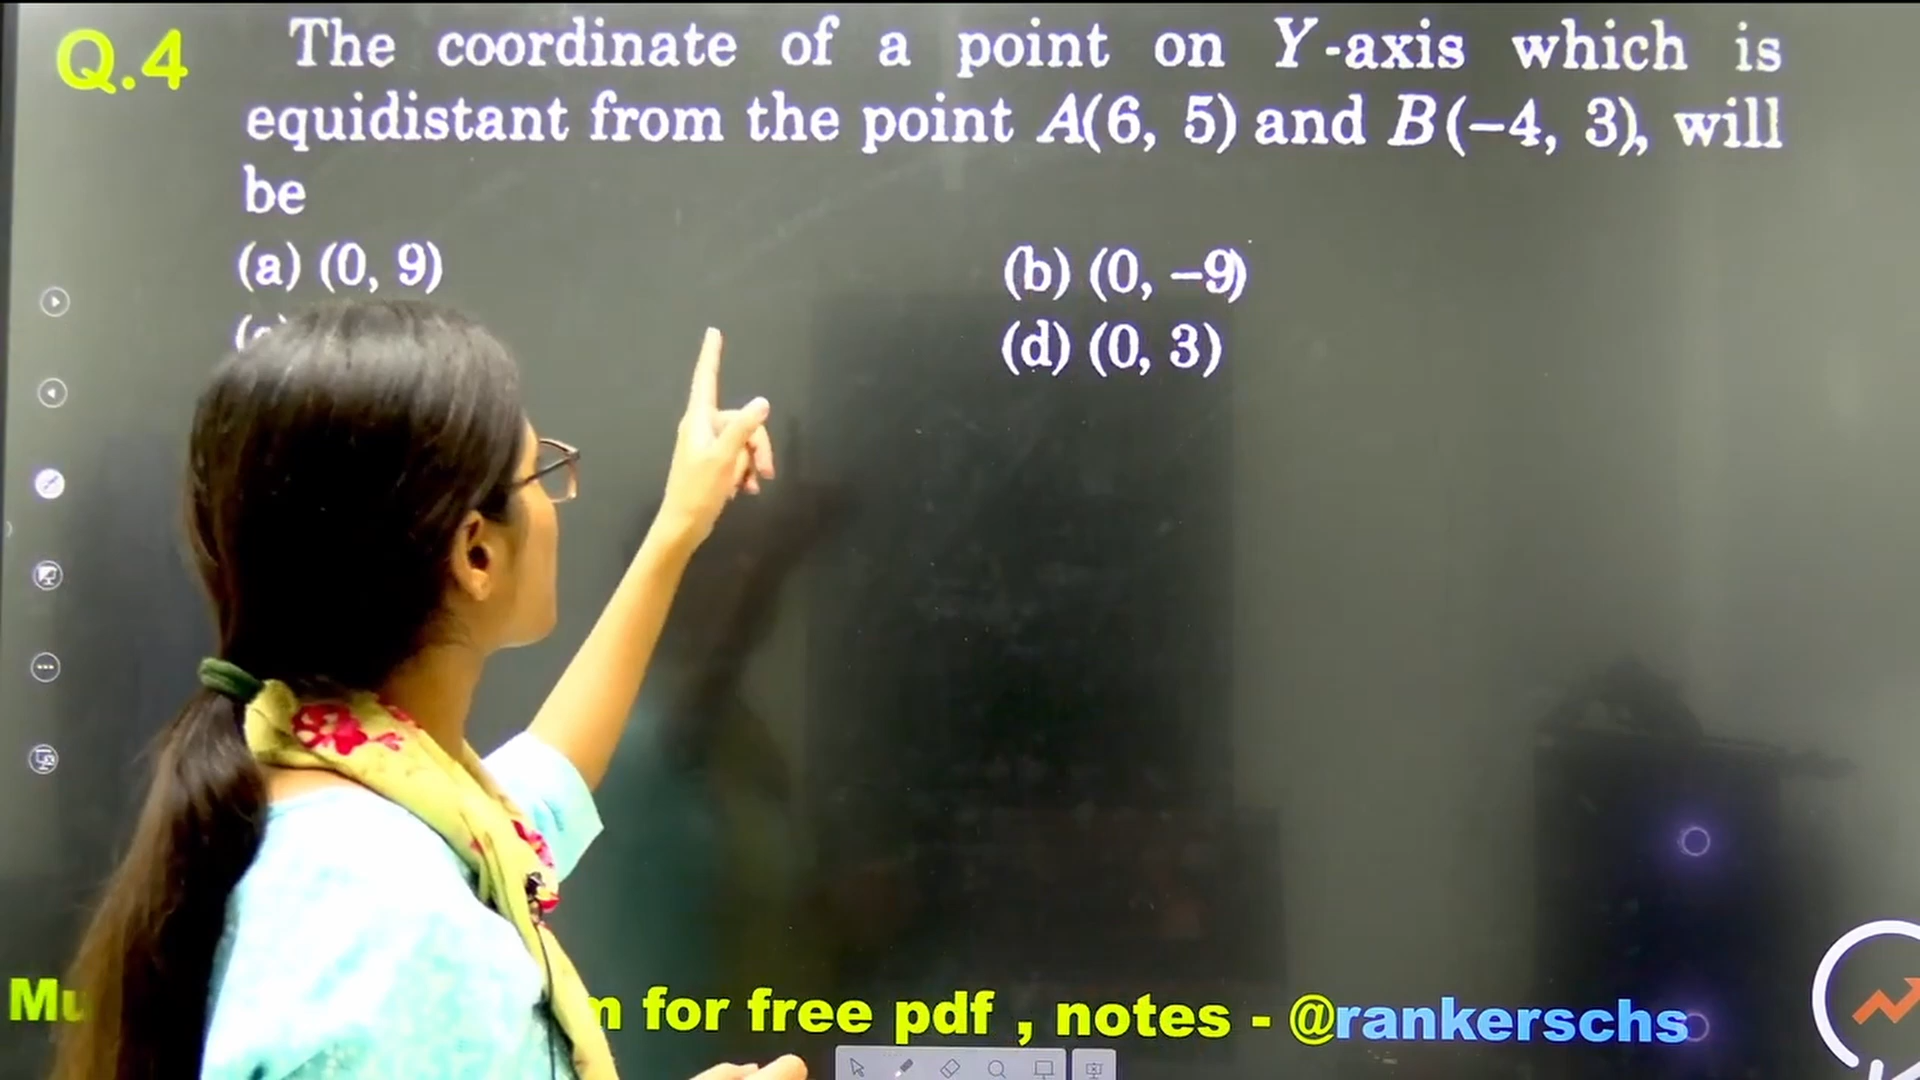 Q.4
The coordinate of a point on Y-axis which is
equidistant from the point A(6, 5) and B(–4, 3), will
be
(a) (0, 9)
(b) (0, –9)
(d) (0, 3)
for free pdf , notes - @rankerschs